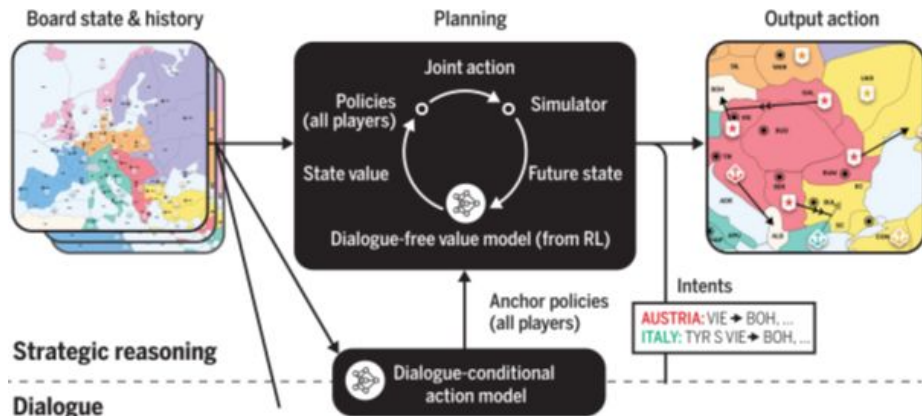 Board state & history
Planning
Output action
Joint action
Policies
(all players)
Simulator
State value
Future state
Dialogue-free value model (from RL)
Anchor policies
(all players)
Intents
AUSTRIA: VIE → BOH, ...
ITALY: TYR S VIE → BOH, ...
Strategic reasoning
Dialogue-conditional
action model
Dialogue